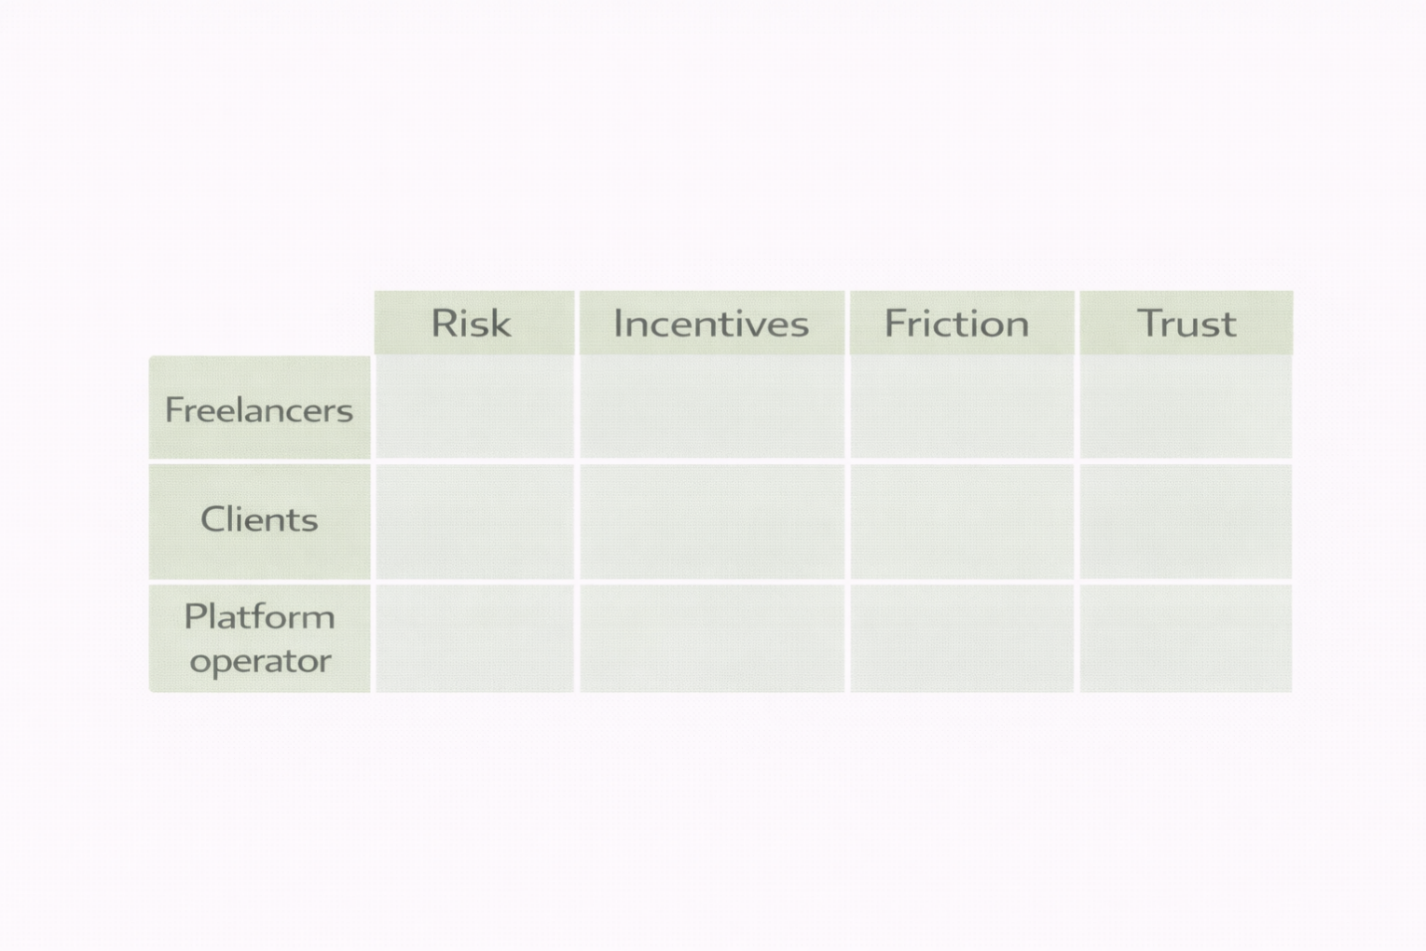 Risk Incentives Friction Trust
Freelancers
Clients
Platform
operator